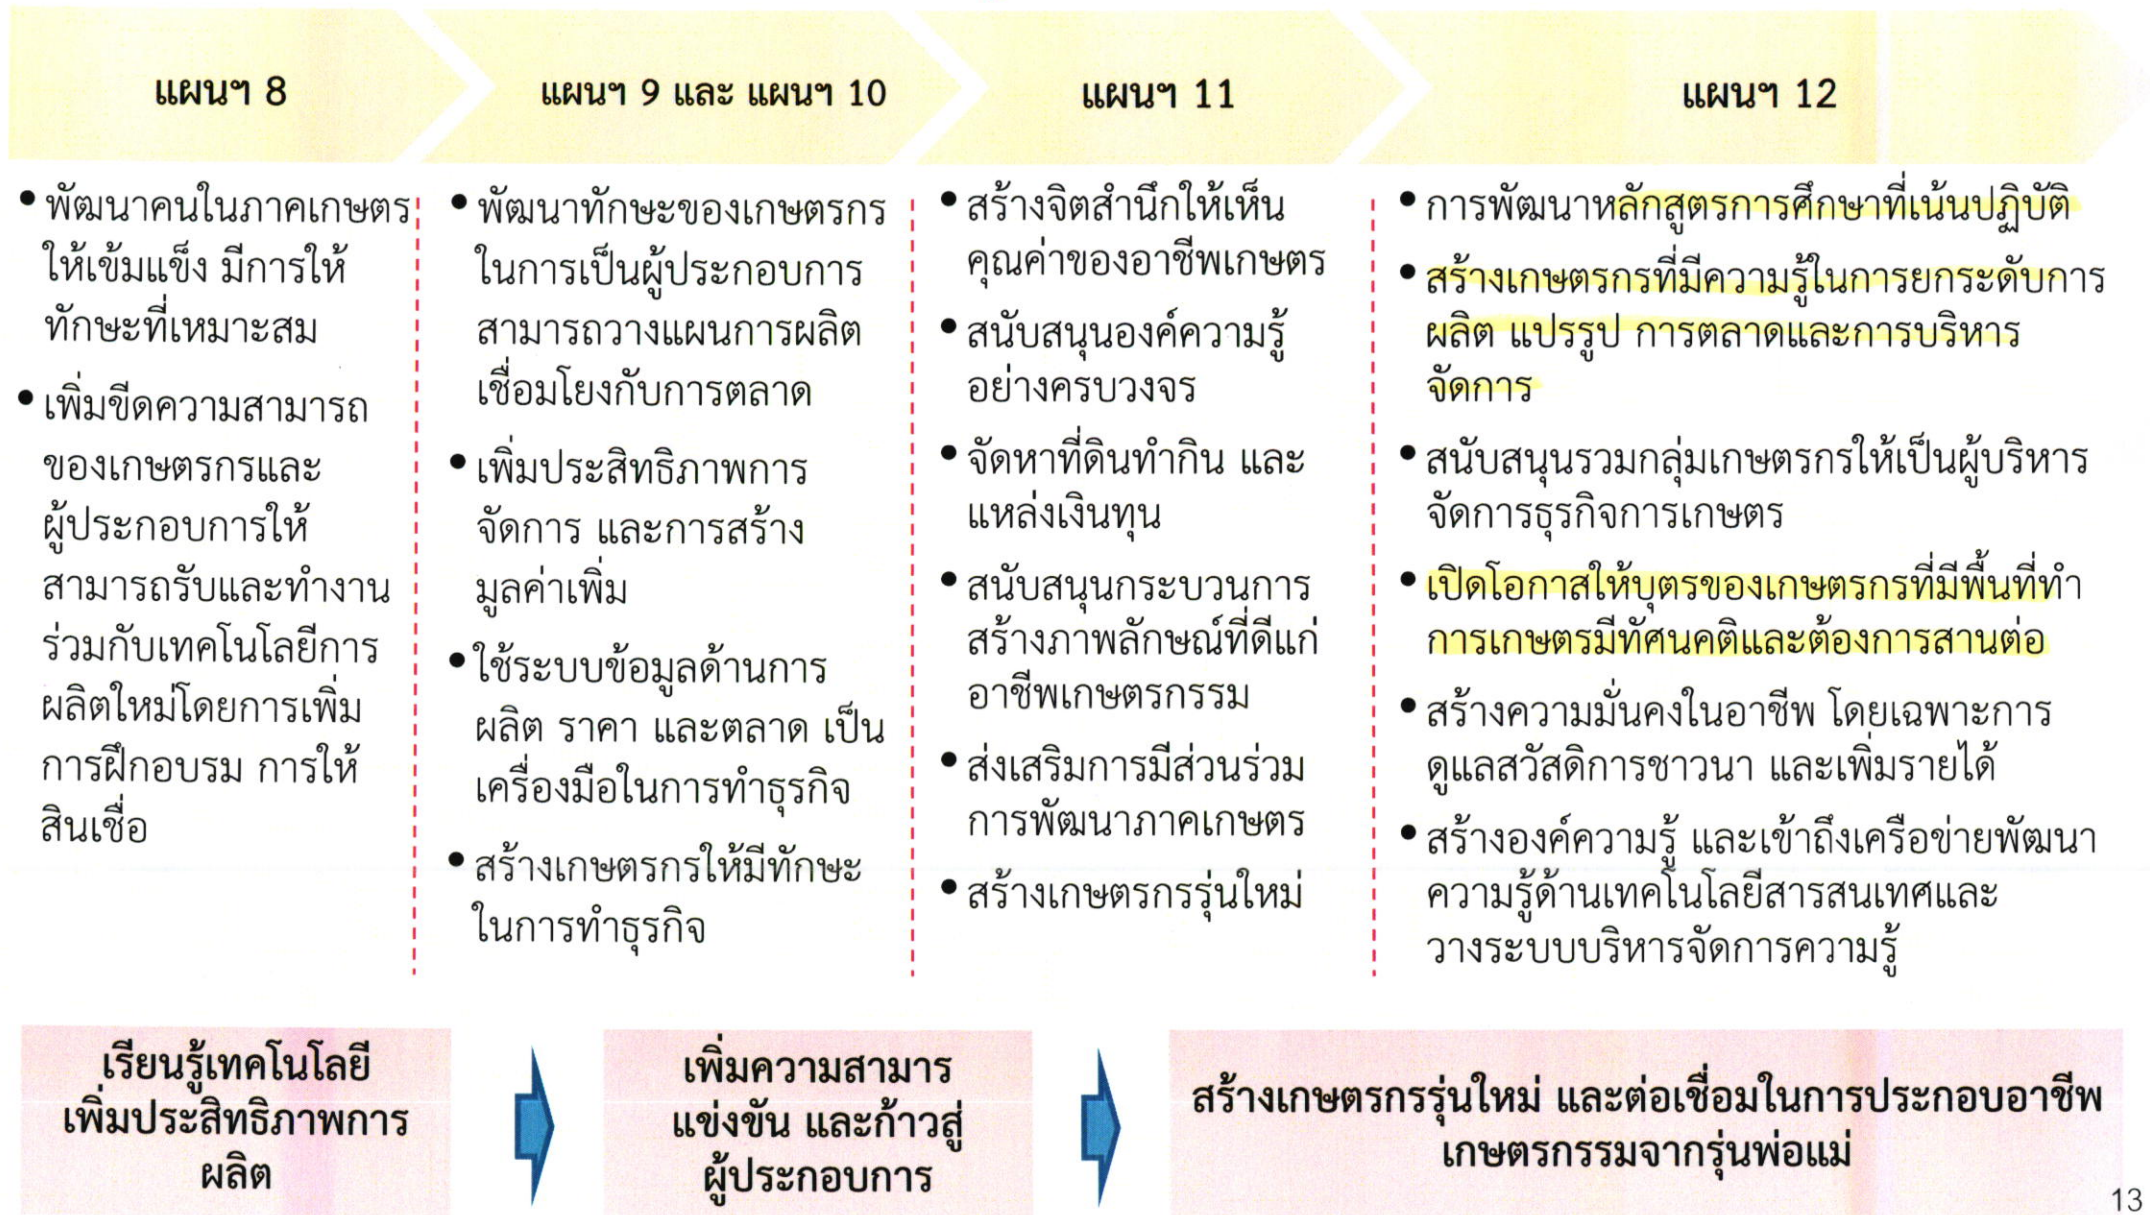 แผนฯ 8
แผนฯ 9 และ แผนฯ 10
แผนฯ 11
แผนฯ 12
• พัฒนาคนในภาคเกษตร
ให้เข้มแข็ง มีการให้
ทักษะที่เหมาะสม
• เพิ่มขีดความสามารถ
ของเกษตรกรและ
ผู้ประกอบการให้
สามารถรับและทำงาน
ร่วมกับเทคโนโลยีการ
ผลิตใหม่โดยการเพิ่ม
การฝึกอบรม การให้
สินเชื่อ
• พัฒนาทักษะของเกษตรกร
ในการเป็นผู้ประกอบการ
สามารถวางแผนการผลิต
เชื่อมโยงกับการตลาด
• เพิ่มประสิทธิภาพการ
จัดการ และการสร้าง
มูลค่าเพิ่ม
• ใช้ระบบข้อมูลด้านการ
ผลิต ราคา และตลาด เป็น
เครื่องมือในการทำธุรกิจ
• สร้างเกษตรกรให้มีทักษะ
ในการทำธุรกิจ
• สร้างจิตสำนึกให้เห็น
คุณค่าของอาชีพเกษตร
• สนับสนุนองค์ความรู้
อย่างครบวงจร
• จัดหาที่ดินทำกิน และ
แหล่งเงินทุน
• สนับสนุนกระบวนการ
สร้างภาพลักษณ์ที่ดีแก่
อาชีพเกษตรกรรม
• ส่งเสริมการมีส่วนร่วม
การพัฒนาภาคเกษตร
• สร้างเกษตรกรรุ่นใหม่
• การพัฒนาหลักสูตรการศึกษาที่เน้นปฏิบัติ
• สร้างเกษตรกรที่มีความรู้ในการยกระดับการ
ผลิต แปรรูป การตลาดและการบริหาร
จัดการ
• สนับสนุนรวมกลุ่มเกษตรกรให้เป็นผู้บริหาร
จัดการธุรกิจการเกษตร
• เปิดโอกาสให้บุตรของเกษตรกรที่มีพื้นที่ทำ
การเกษตรมีทัศนคติและต้องการสานต่อ
• สร้างความมั่นคงในอาชีพ โดยเฉพาะการ
ดูแลสวัสดิการชาวนา และเพิ่มรายได้
• สร้างองค์ความรู้ และเข้าถึงเครือข่ายพัฒนา
ความรู้ด้านเทคโนโลยีสารสนเทศและ
วางระบบบริหารจัดการความรู้
เรียนรู้เทคโนโลยี
เพิ่มประสิทธิภาพการ
ผลิต
เพิ่มความสามาร
แข่งขัน และก้าวสู่
ผู้ประกอบการ
สร้างเกษตรกรรุ่นใหม่ และต่อเชื่อมในการประกอบอาชีพ
เกษตรกรรมจากรุ่นพ่อแม่
13